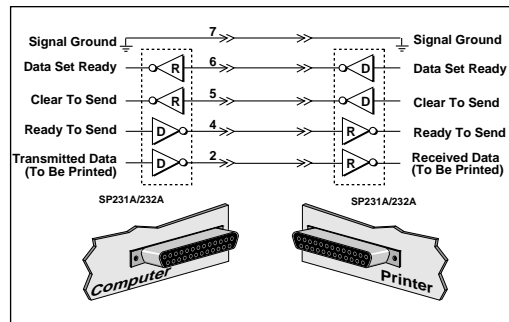 Signal Ground 7 Signal Ground
Data Set Ready R 6 D Data Set Ready
Clear To Send R 5 D Clear To Send
Ready To Send D 4 R Ready To Send
Transmitted Data D 2 R Received Data
(To Be Printed) (To Be Printed)
SP231A/232A SP231A/232A
Computer Printer